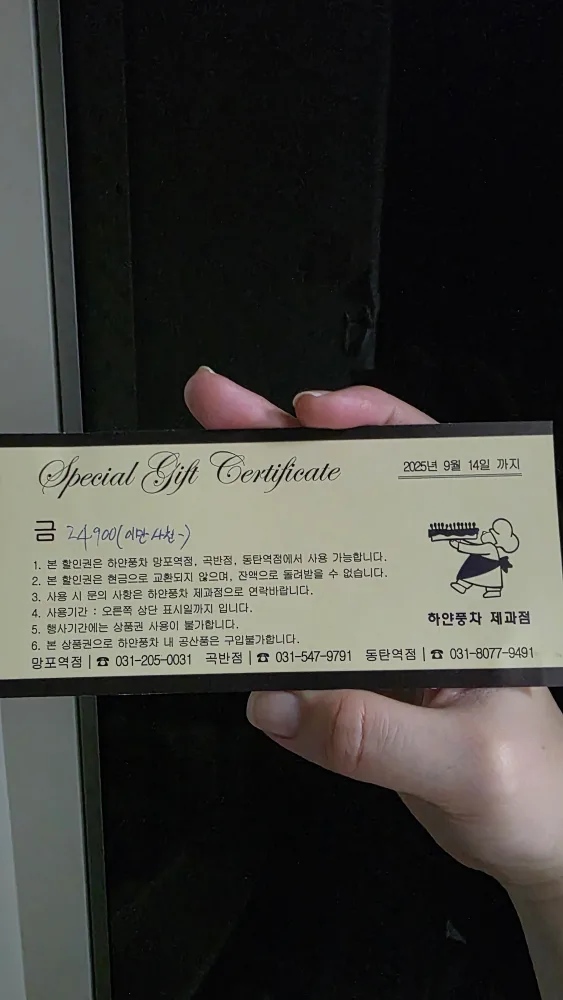 Special Gift Certificate
2025년 9월 14일 까지
금 24,900(이만 사천~)
1. 본 할인권은 하얀풍차 망포역점, 곡반점, 동탄역점에서 사용 가능합니다.
2. 본 할인권은 현금으로 교환되지 않으며, 잔액으로 돌려받을 수 없습니다.
3. 사용 시 문의 사항은 하얀풍차 제과점으로 연락바랍니다.
4. 사용기간 : 오른쪽 상단 표시일까지 입니다.
5. 행사기간에는 상품권 사용이 불가합니다.
6. 본 상품권으로 하얀풍차 내 공산품은 구입불가합니다.
하얀풍차 제과점
망포역점 | ☎ 031-205-0031 곡반점 | ☎ 031-547-9791 동탄역점 | ☎ 031-8077-9491